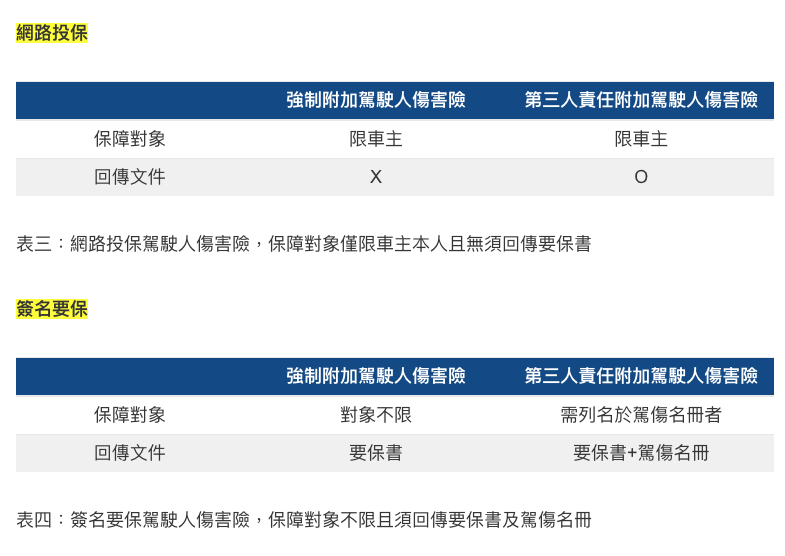 網路投保
強制附加駕駛人傷害險 第三人責任附加駕駛人傷害險
保障對象 限車主 限車主
回傳文件 X O
表三：網路投保駕駛人傷害險，保障對象僅限車主本人且無須回傳要保書
簽名要保
強制附加駕駛人傷害險 第三人責任附加駕駛人傷害險
保障對象 對象不限 需列名於駕傷名冊者
回傳文件 要保書 要保書+駕傷名冊
表四：簽名要保駕駛人傷害險，保障對象不限且須回傳要保書及駕傷名冊